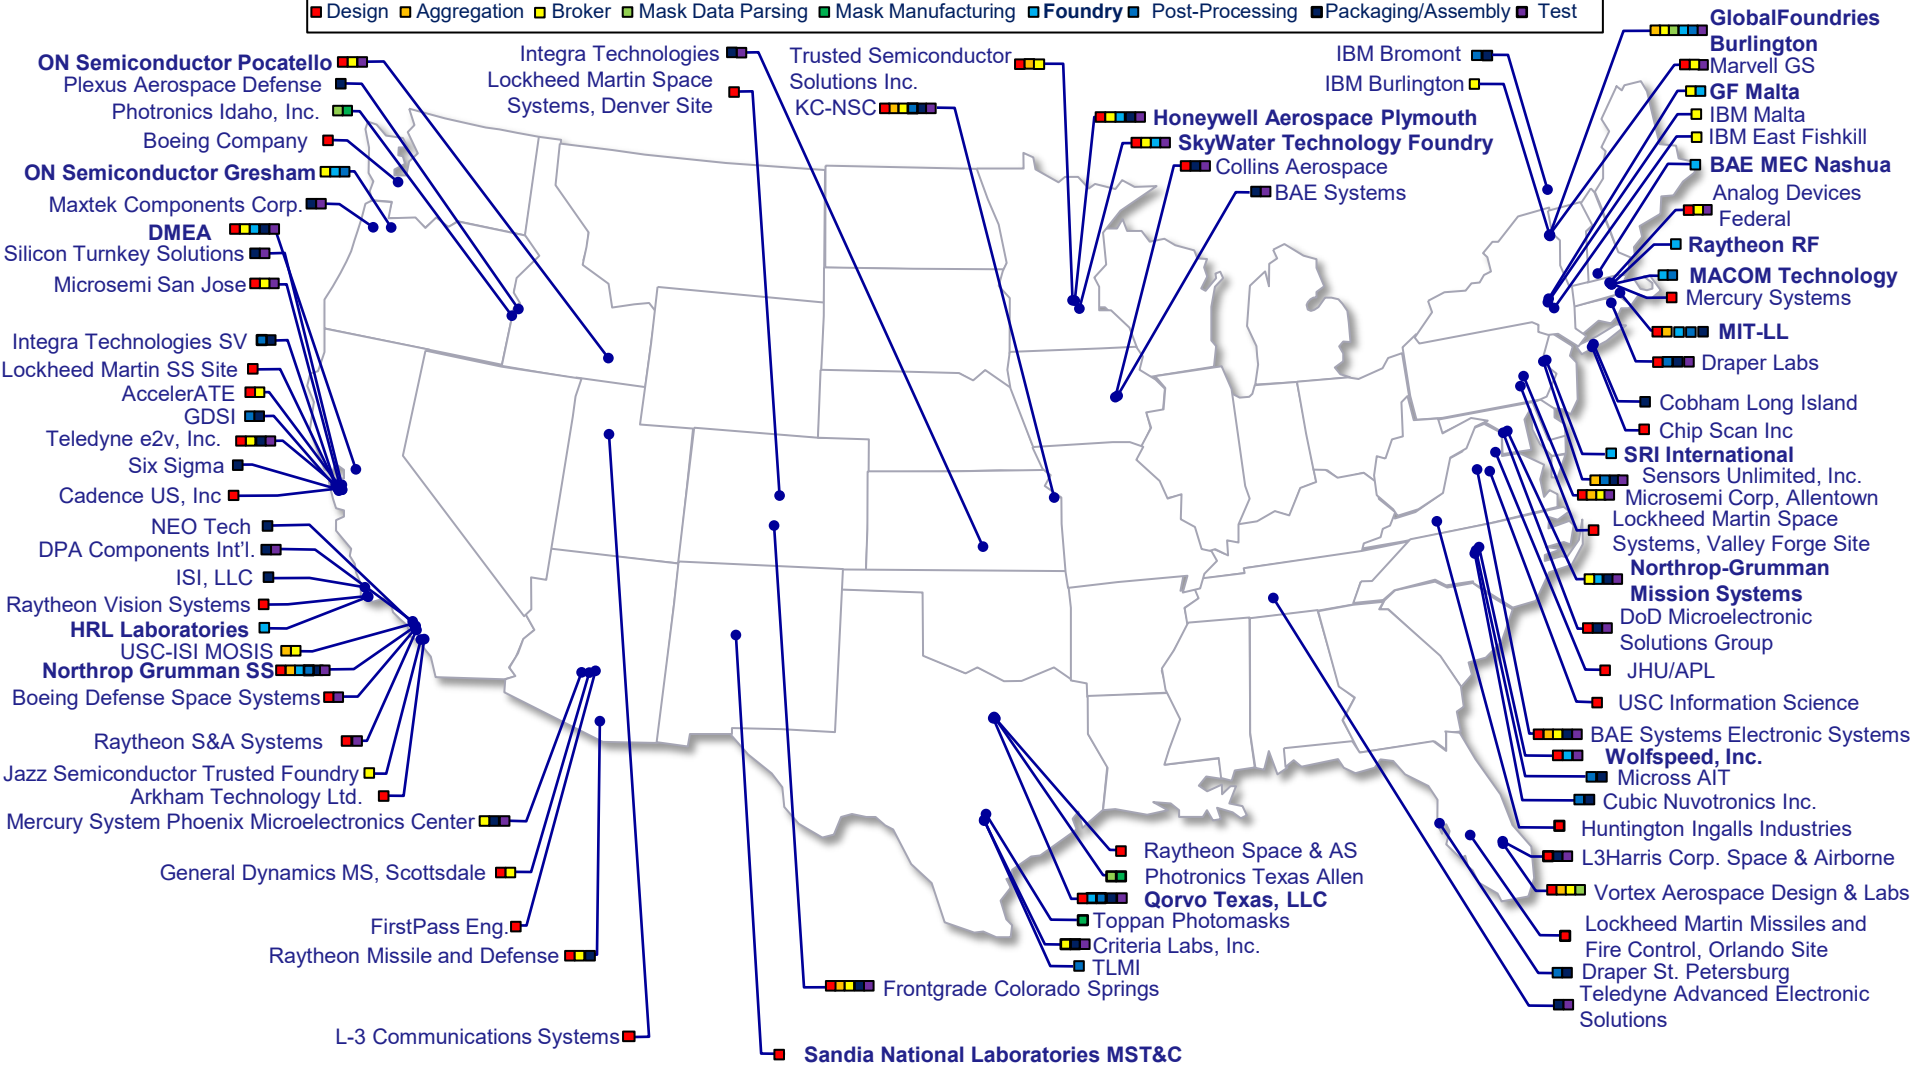 Design Aggregation Broker Mask Data Parsing Mask Manufacturing Foundry Post-Processing Packaging/Assembly Test
ON Semiconductor Pocatello
Plexus Aerospace Defense
Photronics Idaho, Inc.
Boeing Company
ON Semiconductor Gresham
Maxtek Components Corp.
DMEA
Silicon Turnkey Solutions
Microsemi San Jose
Integra Technologies SV
Lockheed Martin SS Site
AccelerATE
GDSI
Teledyne e2v, Inc.
Six Sigma
Cadence US, Inc
NEO Tech
DPA Components Int'l.
ISI, LLC
Raytheon Vision Systems
HRL Laboratories
USC-ISI MOSIS
Northrop Grumman SS
Boeing Defense Space Systems
Raytheon S&A Systems
Jazz Semiconductor Trusted Foundry
Arkham Technology Ltd.
Mercury System Phoenix Microelectronics Center
General Dynamics MS, Scottsdale
FirstPass Eng.
Raytheon Missile and Defense
L-3 Communications Systems
Integra Technologies
Lockheed Martin Space
Systems, Denver Site
Trusted Semiconductor
Solutions Inc.
KC-NSC
Honeywell Aerospace Plymouth
SkyWater Technology Foundry
Collins Aerospace
BAE Systems
IBM Bromont
IBM Burlington
GlobalFoundries
Burlington
Marvell GS
GF Malta
IBM Malta
IBM East Fishkill
BAE MEC Nashua
Analog Devices
Federal
Raytheon RF
MACOM Technology
Mercury Systems
MIT-LL
Draper Labs
Cobham Long Island
Chip Scan Inc
SRI International
Sensors Unlimited, Inc.
Microsemi Corp, Allentown
Lockheed Martin Space
Systems, Valley Forge Site
Northrop-Grumman
Mission Systems
DoD Microelectronic
Solutions Group
JHU/APL
USC Information Science
BAE Systems Electronic Systems
Wolfspeed, Inc.
Micross AIT
Cubic Nuvotronics Inc.
Huntington Ingalls Industries
L3Harris Corp. Space & Airborne
Vortex Aerospace Design & Labs
Lockheed Martin Missiles and
Fire Control, Orlando Site
Draper St. Petersburg
Teledyne Advanced Electronic
Solutions
Raytheon Space & AS
Photronics Texas Allen
Qorvo Texas, LLC
Toppan Photomasks
Criteria Labs, Inc.
TLMI
Frontgrade Colorado Springs
Sandia National Laboratories MST&C